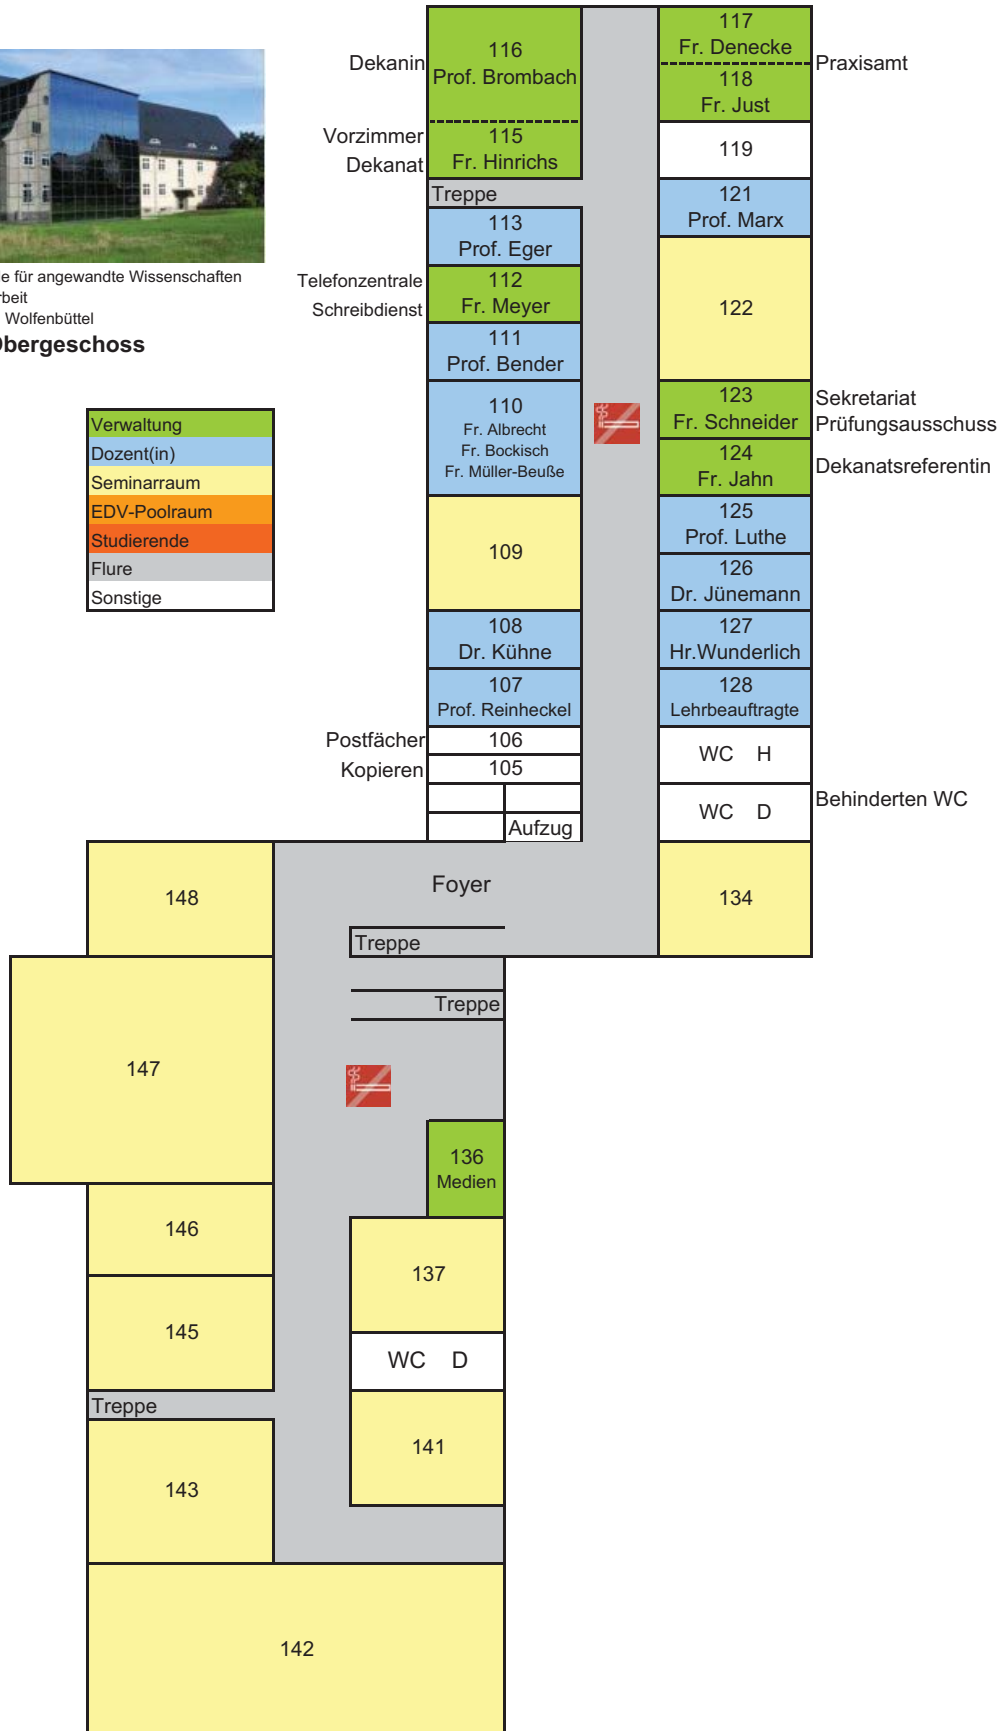 116
Prof. Brombach
Dekanin
115
Fr. Hinrichs
Vorzimmer
Dekanat
Treppe
113
Prof. Eger
112
Fr. Meyer
Telefonzentrale
Schreibdienst
111
Prof. Bender
110
Fr. Albrecht
Fr. Bockisch
Fr. Müller-Beuße
109
108
Dr. Kühne
107
Prof. Reinheckel
Postfächer
106
Kopieren
105
Aufzug
117
Fr. Denecke
Praxisamt
118
Fr. Just
119
121
Prof. Marx
122
123
Fr. Schneider
Sekretariat
Prüfungsausschuss
124
Fr. Jahn
Dekanatsreferentin
125
Prof. Luthe
126
Dr. Jünemann
127
Hr.Wunderlich
128
Lehrbeauftragte
WC H
Behinderten WC
WC D
134
e für angewandte Wissenschaften
rbeit
Wolfenbüttel
Obergeschoss
Verwaltung
Dozent(in)
Seminarraum
EDV-Poolraum
Studierende
Flure
Sonstige
Foyer
Treppe
Treppe
148
147
146
145
Treppe
143
142
136
Medien
137
WC D
141